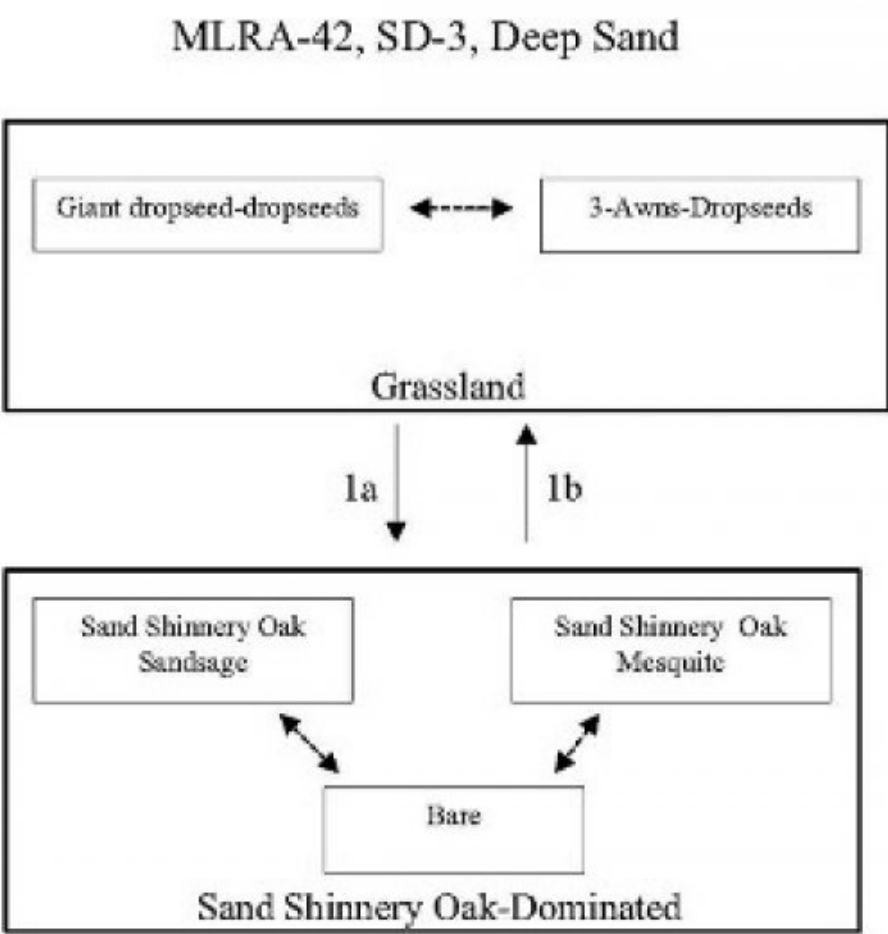 MLRA-42, SD-3, Deep Sand
Giant dropseed-dropseeds
3-Awns-Dropseeds
Grassland
1a
1b
Sand Shinnery Oak
Sandsage
Sand Shinnery Oak
Mesquite
Bare
Sand Shinnery Oak-Dominated